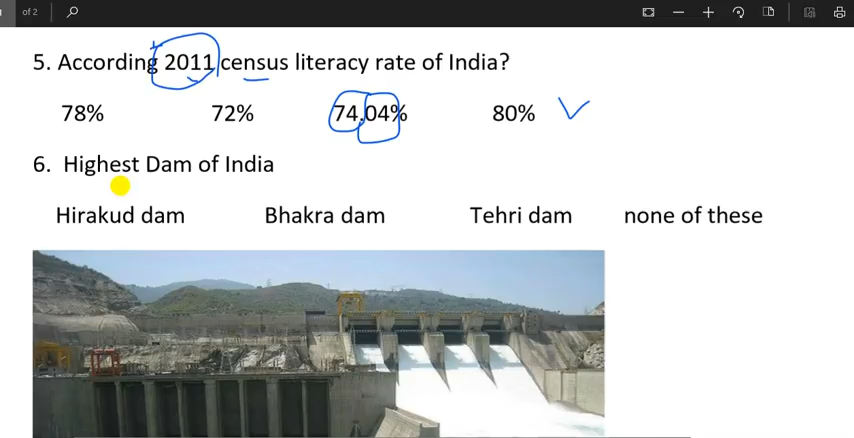 of 2
5. According 2011 census literacy rate of India?
78% 72% 74.04% 80%
6. Highest Dam of India
Hirakud dam Bhakra dam Tehri dam none of these